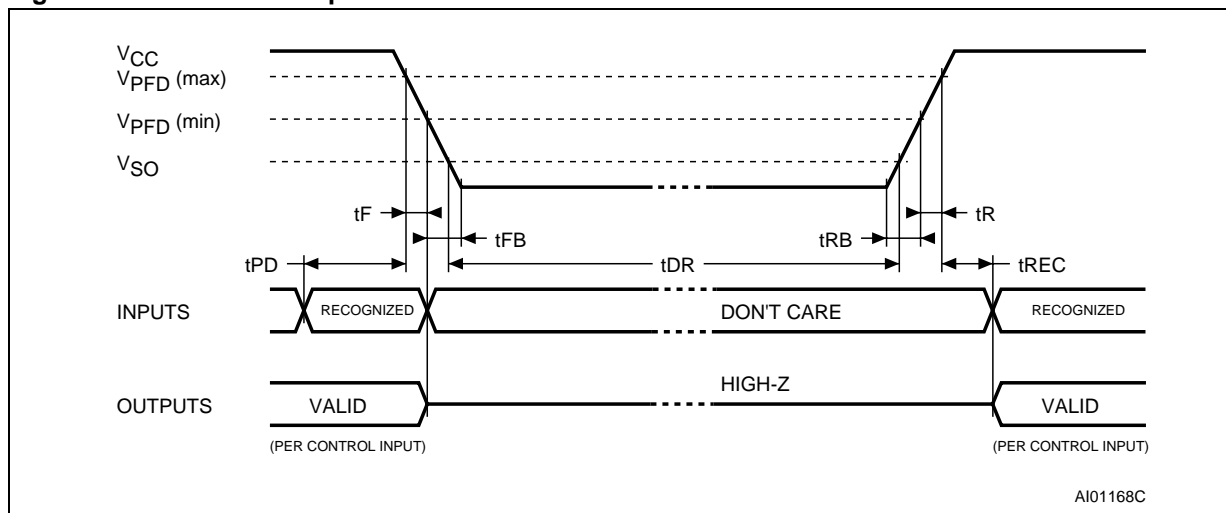 VCC
VPFD (max)
VPFD (min)
VSO
tF
tR
tFB
tRB
tPD
tDR
tREC
INPUTS
RECOGNIZED
DON'T CARE
RECOGNIZED
HIGH-Z
OUTPUTS
VALID
VALID
(PER CONTROL INPUT)
(PER CONTROL INPUT)
AI01168C